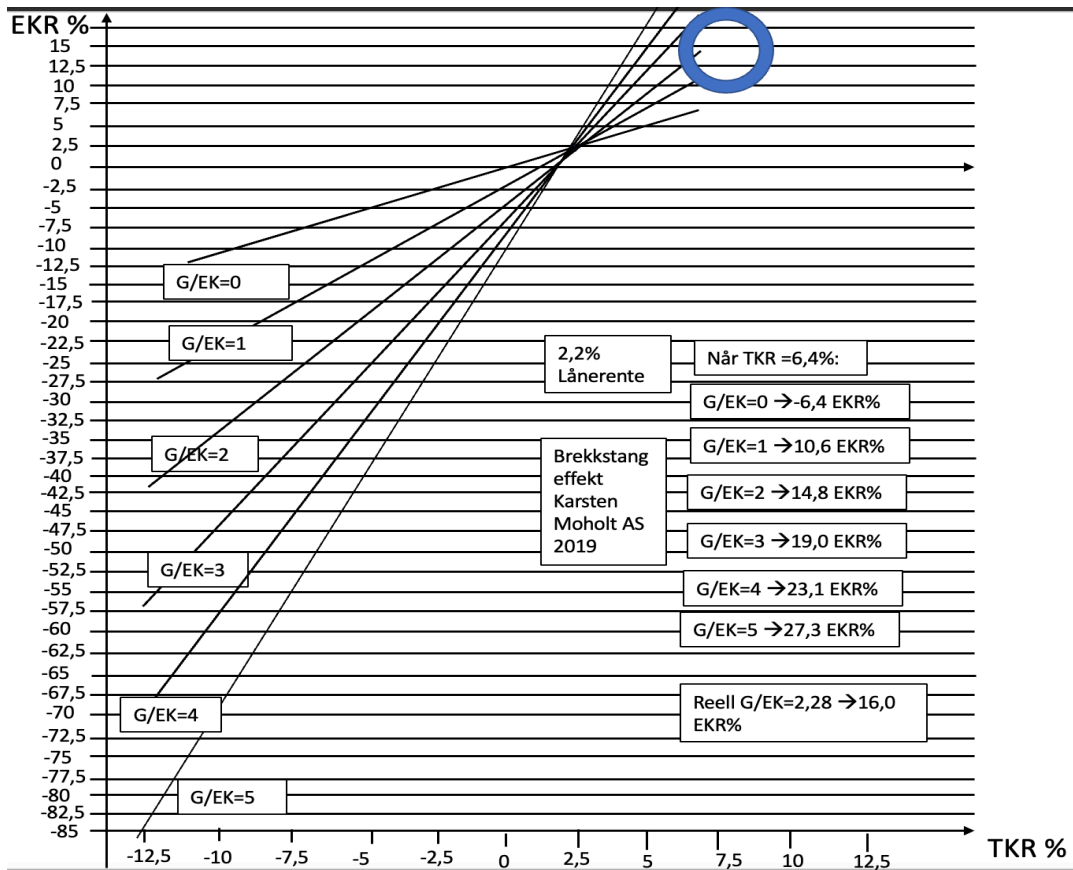 EKR %
15
12,5
10
7,5
5
2,5
0
-2,5
-5
-7,5
-10
-12,5
-15
-17,5
-20
-22,5
-25
-27,5
-30
-32,5
-35
-37,5
-40
-42,5
-45
-47,5
-50
-52,5
-55
-57,5
-60
-62,5
-65
-67,5
-70
-72,5
-75
-77,5
-80
-82,5
-85
G/EK=0
G/EK=1
G/EK=2
G/EK=3
G/EK=4
G/EK=5
2,2%
Lånerente
Brekkstang
effekt
Karsten
Moholt AS
2019
Når TKR =6,4%:
G/EK=0 →-6,4 EKR%
G/EK=1 →10,6 EKR%
G/EK=2 →14,8 EKR%
G/EK=3 →19,0 EKR%
G/EK=4 →23,1 EKR%
G/EK=5 →27,3 EKR%
Reell G/EK=2,28 →16,0
EKR%
-12,5 -10 -7,5 -5 -2,5 0 2,5 5 7,5 10 12,5
TKR %